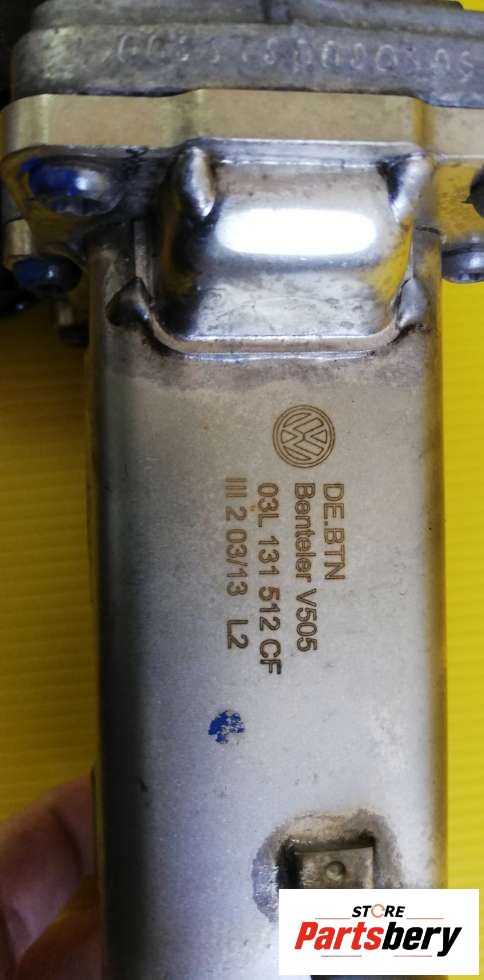 DE.BTN
Benteler V505
03L 131 512 CF
III 2 03/13 L2
STORE
Partsbery